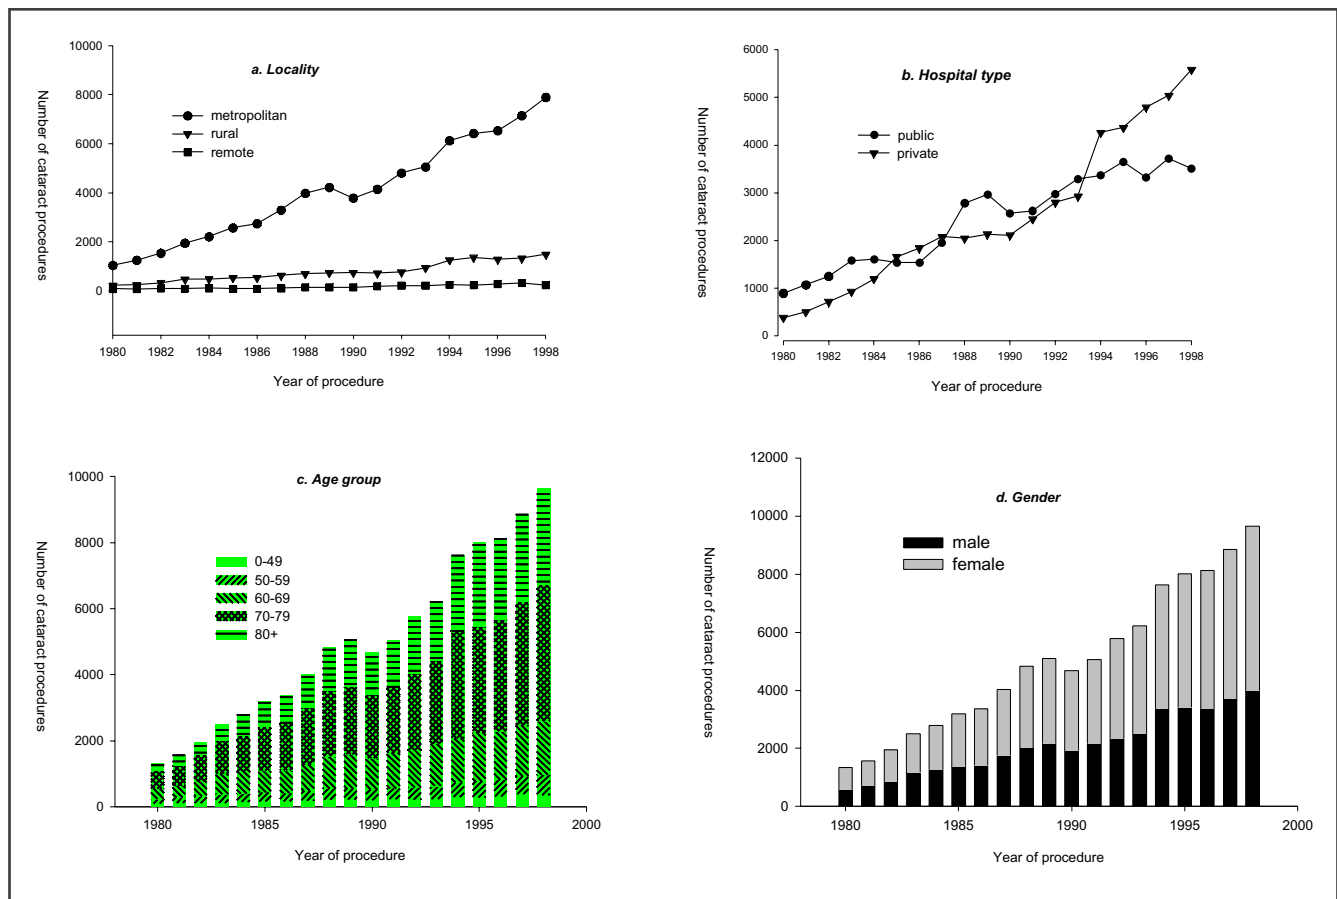 a. Locality
Number of cataract procedures
10000
8000
6000
4000
2000
0
metropolitan
rural
remote
1980 1982 1984 1986 1988 1990 1992 1994 1996 1998
Year of procedure
b. Hospital type
Number of cataract procedures
6000
5000
4000
3000
2000
1000
0
public
private
1980 1982 1984 1986 1988 1990 1992 1994 1996 1998
Year of procedure
c. Age group
Number of cataract procedures
10000
8000
6000
4000
2000
0
0-49
50-59
60-69
70-79
80+
1980 1985 1990 1995 2000
Year of procedure
d. Gender
Number of cataract procedures
12000
10000
8000
6000
4000
2000
0
male
female
1980 1985 1990 1995 2000
Year of procedure